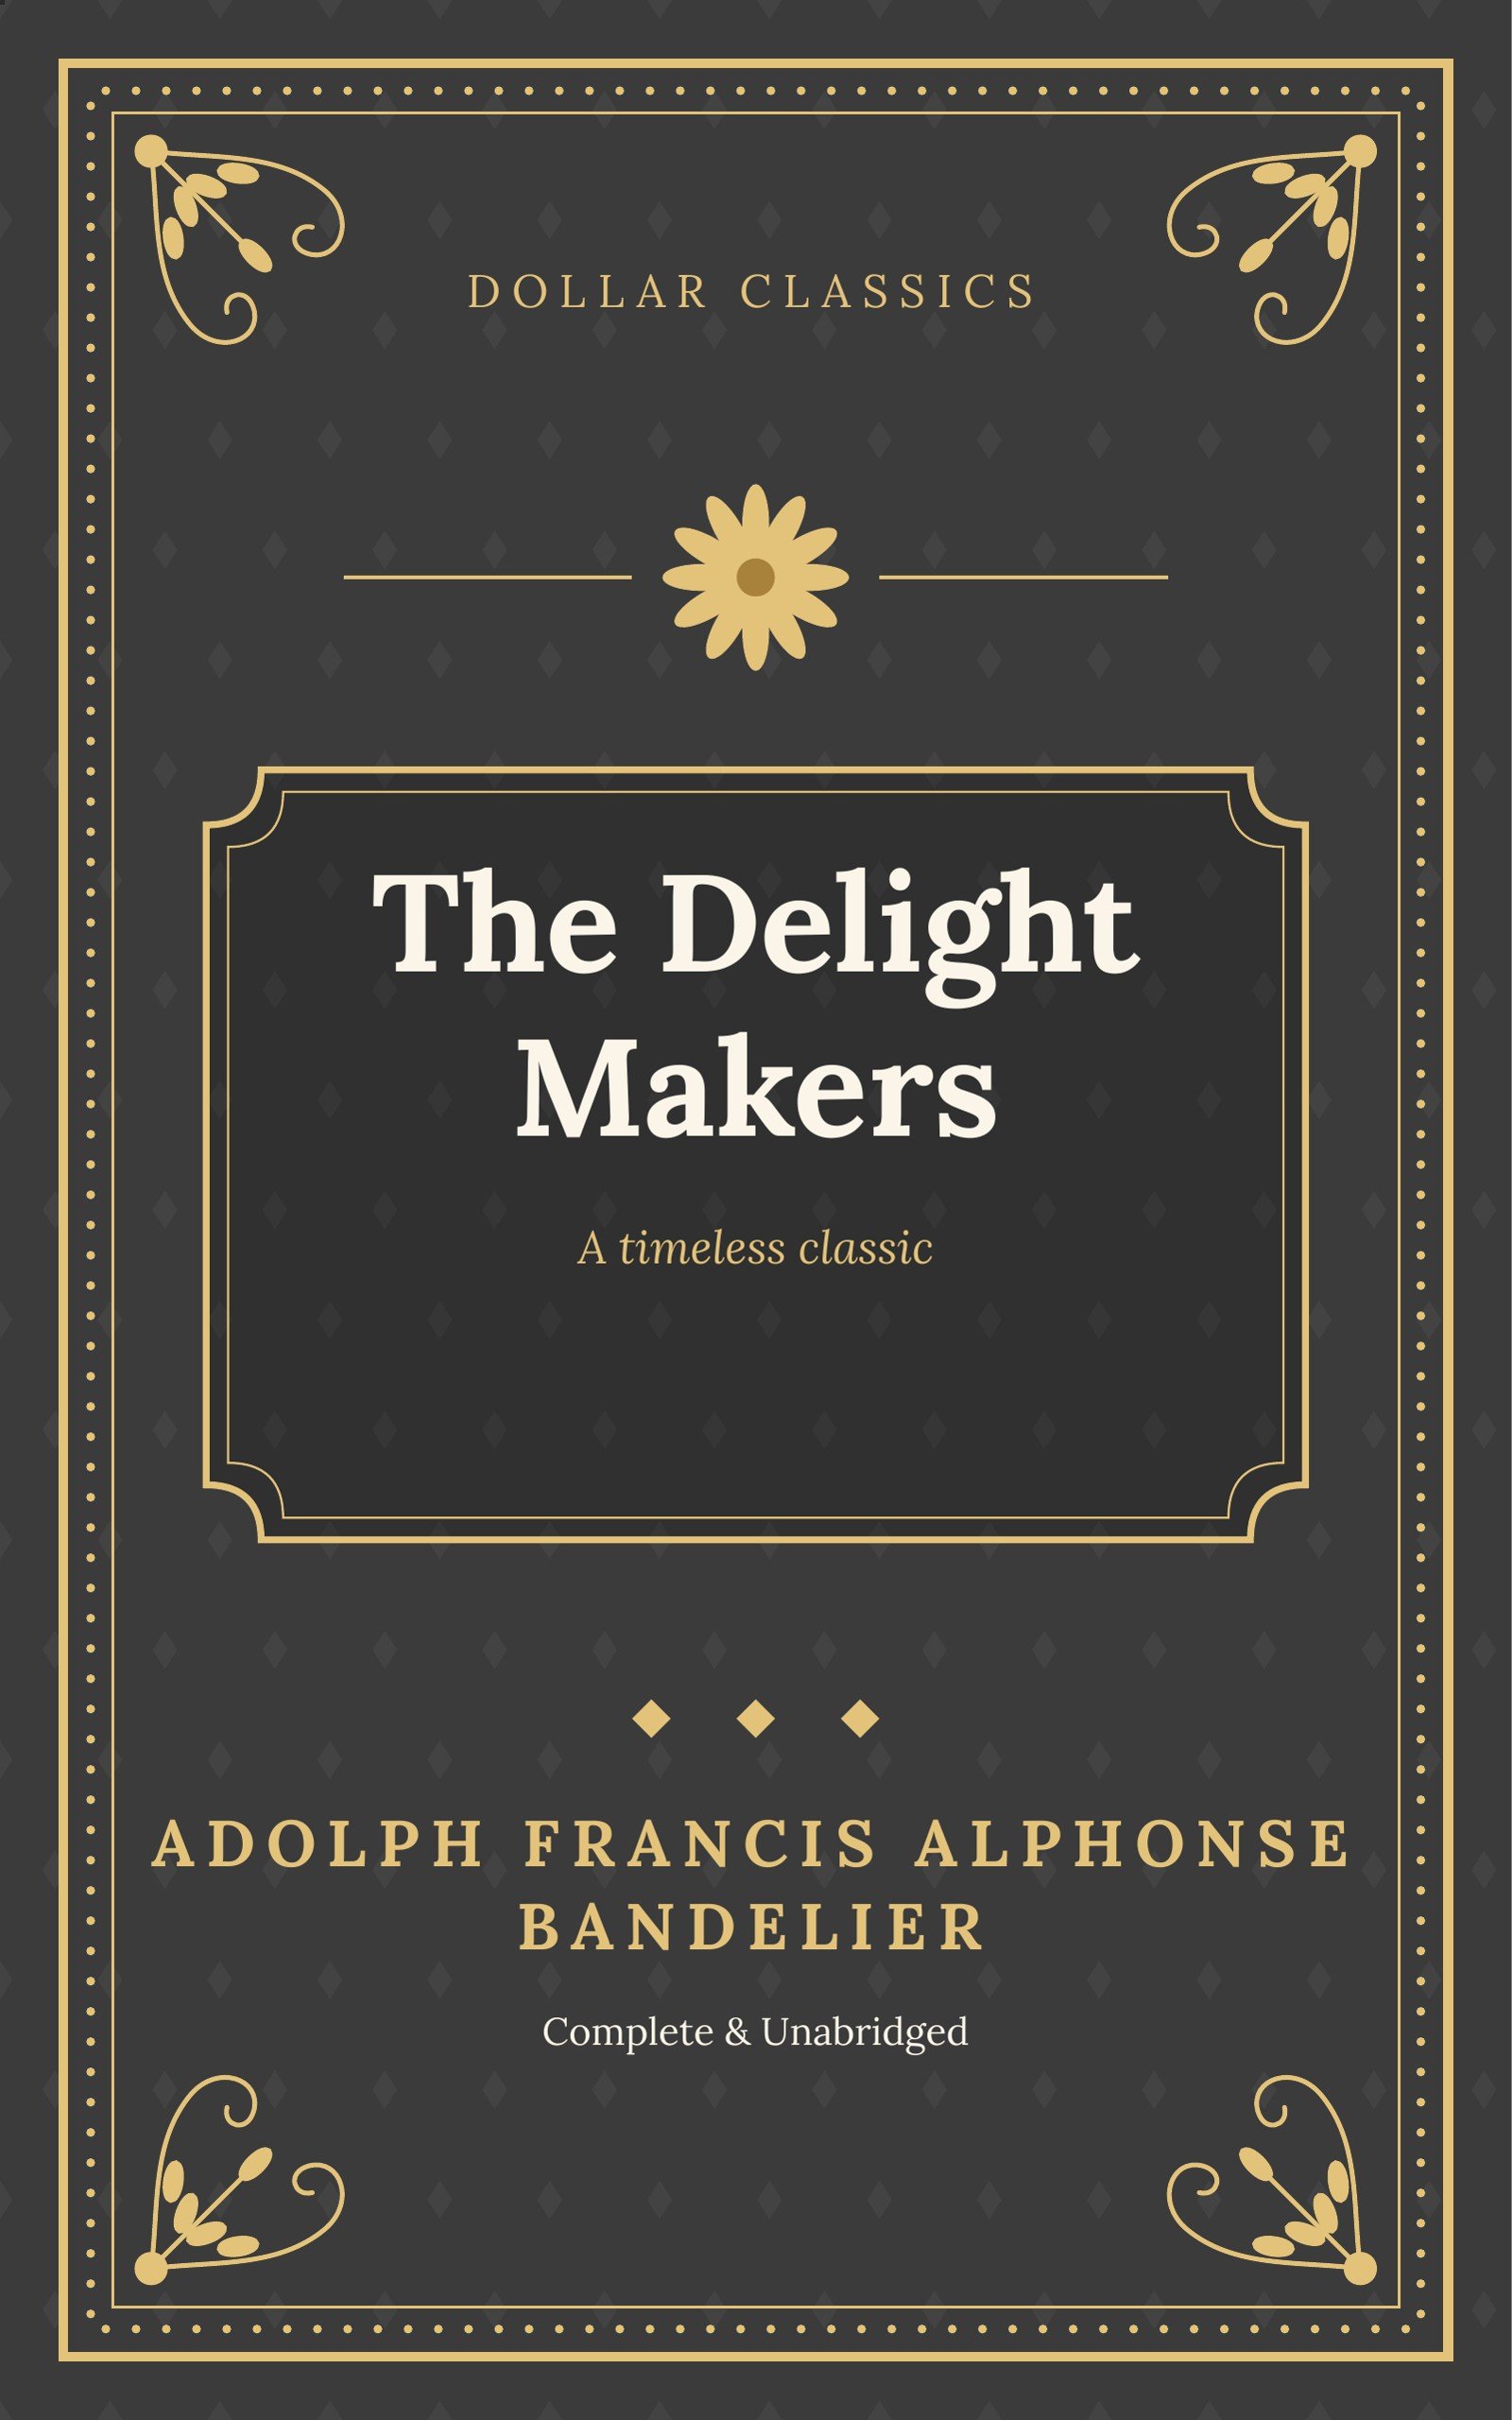 DOLLAR CLASSICS
The Delight
Makers
A timeless classic
ADOLPH FRANCIS ALPHONSE
BANDELIER
Complete & Unabridged